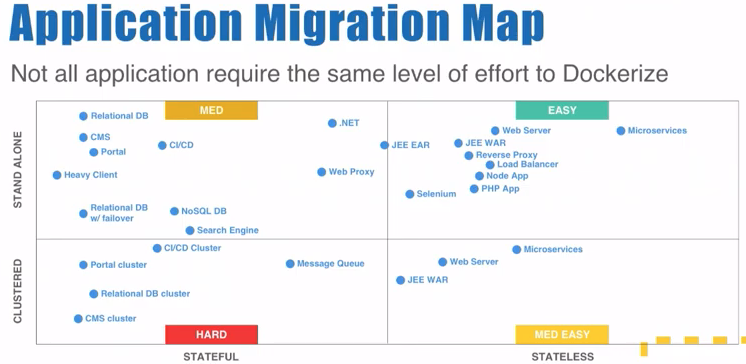 Application Migration Map
Not all application require the same level of effort to Dockerize
STAND ALONE
MED
Relational DB
CMS
Portal
CI/CD
Heavy Client
Relational DB
w/ failover
NoSQL DB
Search Engine
.NET
Web Proxy
EASY
JEE EAR
Web Server
Microservices
JEE WAR
Reverse Proxy
Load Balancer
Node App
PHP App
Selenium
CLUSTERED
CI/CD Cluster
Portal cluster
Message Queue
Relational DB cluster
CMS cluster
HARD
Microservices
Web Server
JEE WAR
MED EASY
STATEFUL
STATELESS